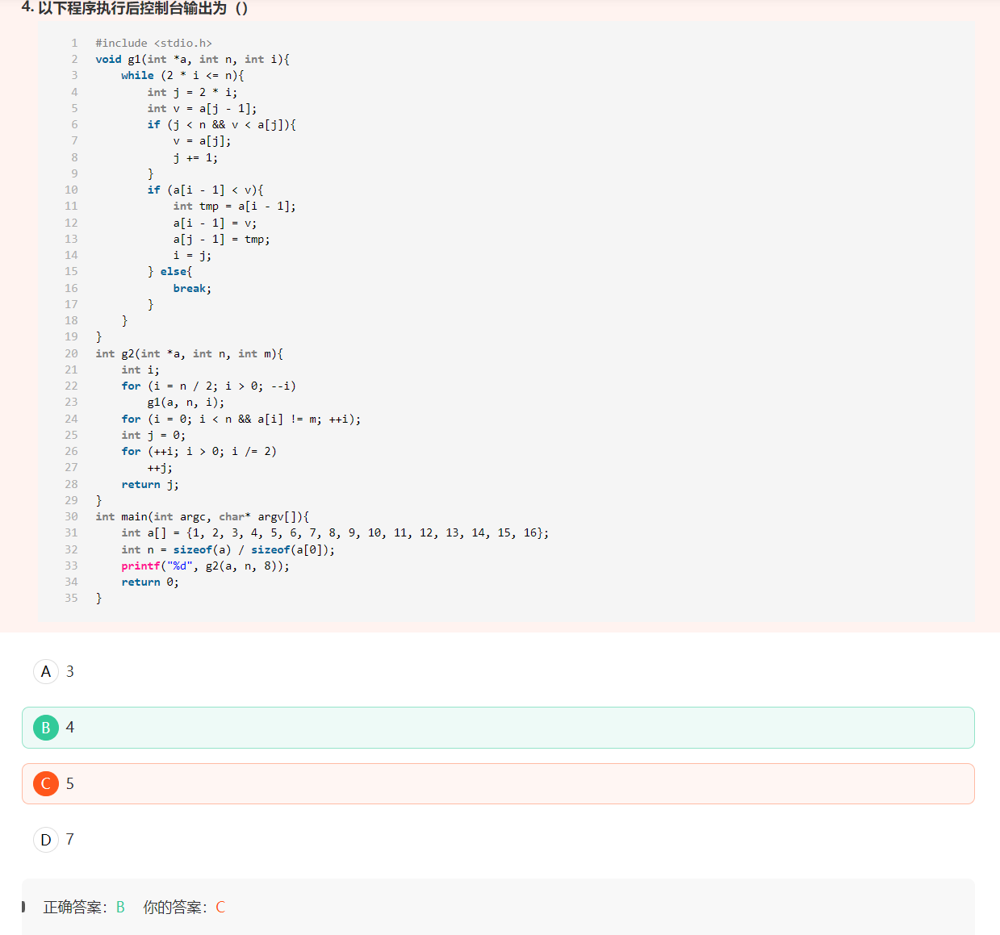 4. 以下程序执行后控制台输出为（）
1 #include <stdio.h>
2 void g1(int *a, int n, int i){
3     while (2 * i <= n){
4         int j = 2 * i;
5         int v = a[j - 1];
6         if (j < n && v < a[j]){
7             v = a[j];
8             j += 1;
9         }
10         if (a[i - 1] < v){
11             int tmp = a[i - 1];
12             a[i - 1] = v;
13             a[j - 1] = tmp;
14             i = j;
15         } else{
16             break;
17         }
18     }
19 }
20 int g2(int *a, int n, int m){
21     int i;
22     for (i = n / 2; i > 0; --i)
23         g1(a, n, i);
24     for (i = 0; i < n && a[i] != m; ++i);
25     int j = 0;
26     for (++i; i > 0; i /= 2)
27         ++j;
28     return j;
29 }
30 int main(int argc, char* argv[]){
31     int a[] = {1, 2, 3, 4, 5, 6, 7, 8, 9, 10, 11, 12, 13, 14, 15, 16};
32     int n = sizeof(a) / sizeof(a[0]);
33     printf("%d", g2(a, n, 8));
34     return 0;
35 }
A 3
B 4
C 5
D 7
正确答案：B 你的答案：C